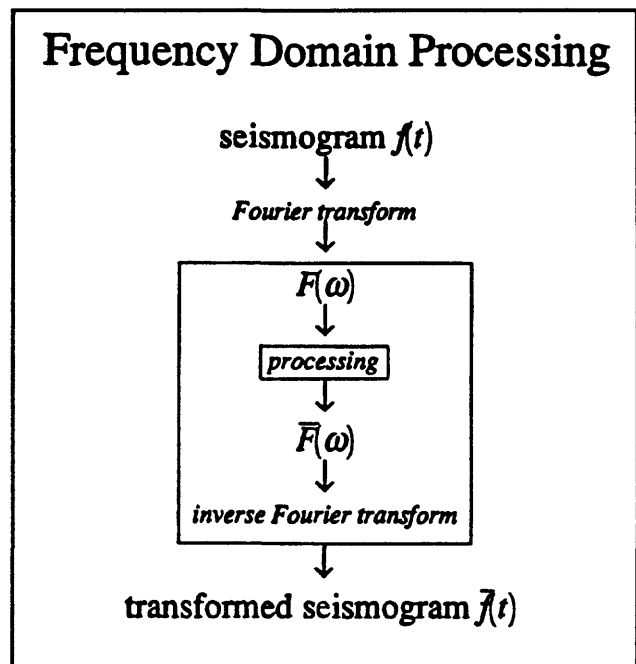 Frequency Domain Processing
seismogram f(t)
Fourier transform
F(ω)
processing
F̅(ω)
inverse Fourier transform
transformed seismogram f̅(t)